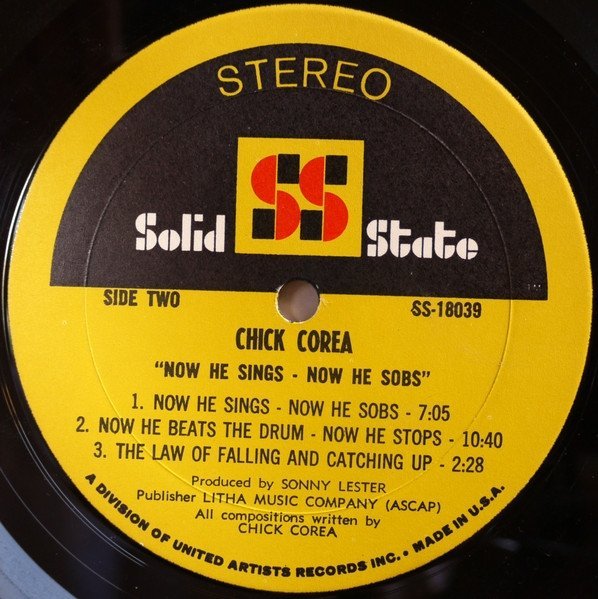 STEREO
SS
Solid State
SIDE TWO
SS-18039
CHICK COREA
"NOW HE SINGS - NOW HE SOBS"
1. NOW HE SINGS - NOW HE SOBS - 7:05
2. NOW HE BEATS THE DRUM - NOW HE STOPS - 10:40
3. THE LAW OF FALLING AND CATCHING UP - 2:28
Produced by SONNY LESTER
Publisher LITHA MUSIC COMPANY (ASCAP)
All compositions written by
CHICK COREA
A DIVISION OF UNITED ARTISTS RECORDS INC. • MADE IN U.S.A.